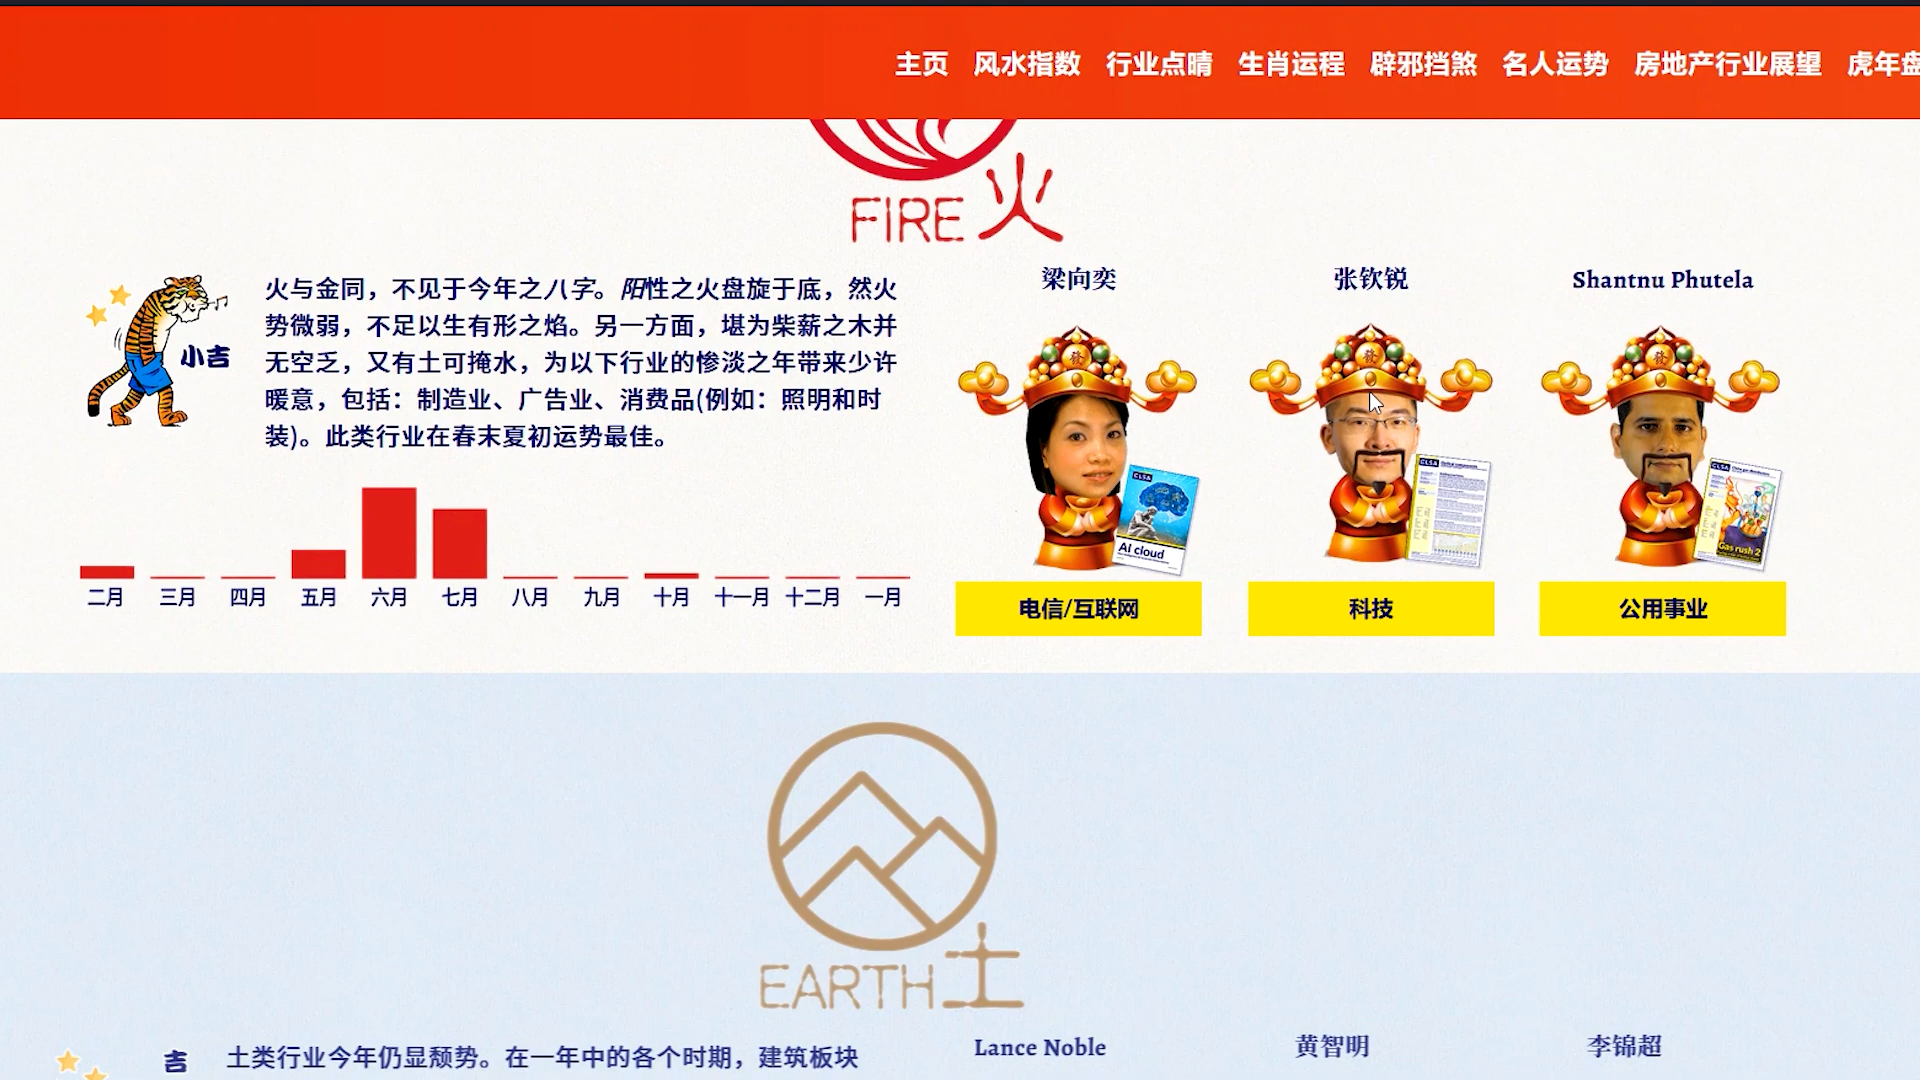 主页 风水指数 行业点睛 生肖运程 辟邪挡煞 名人运势 房地产行业展望 虎年盘
FIRE 火
小吉
火与金同，不见于今年之八字。阳性之火盘旋于底，然火
势微弱，不足以生有形之焰。另一方面，堪为柴薪之木并
无空乏，又有土可掩水，为以下行业的惨淡之年带来少许
暖意，包括：制造业、广告业、消费品(例如：照明和时
装)。此类行业在春末夏初运势最佳。
二月 三月 四月 五月 六月 七月 八月 九月 十月 十一月 十二月 一月
梁向奕 张钦锐 Shantnu Phutela
發 發 發
CLSA
AI cloud
CLSA
CLSA
Gas rush 2
电信/互联网 科技 公用事业
EARTH 土
吉
土类行业今年仍显颓势。在一年中的各个时期，建筑板块
Lance Noble 黄智明 李锦超